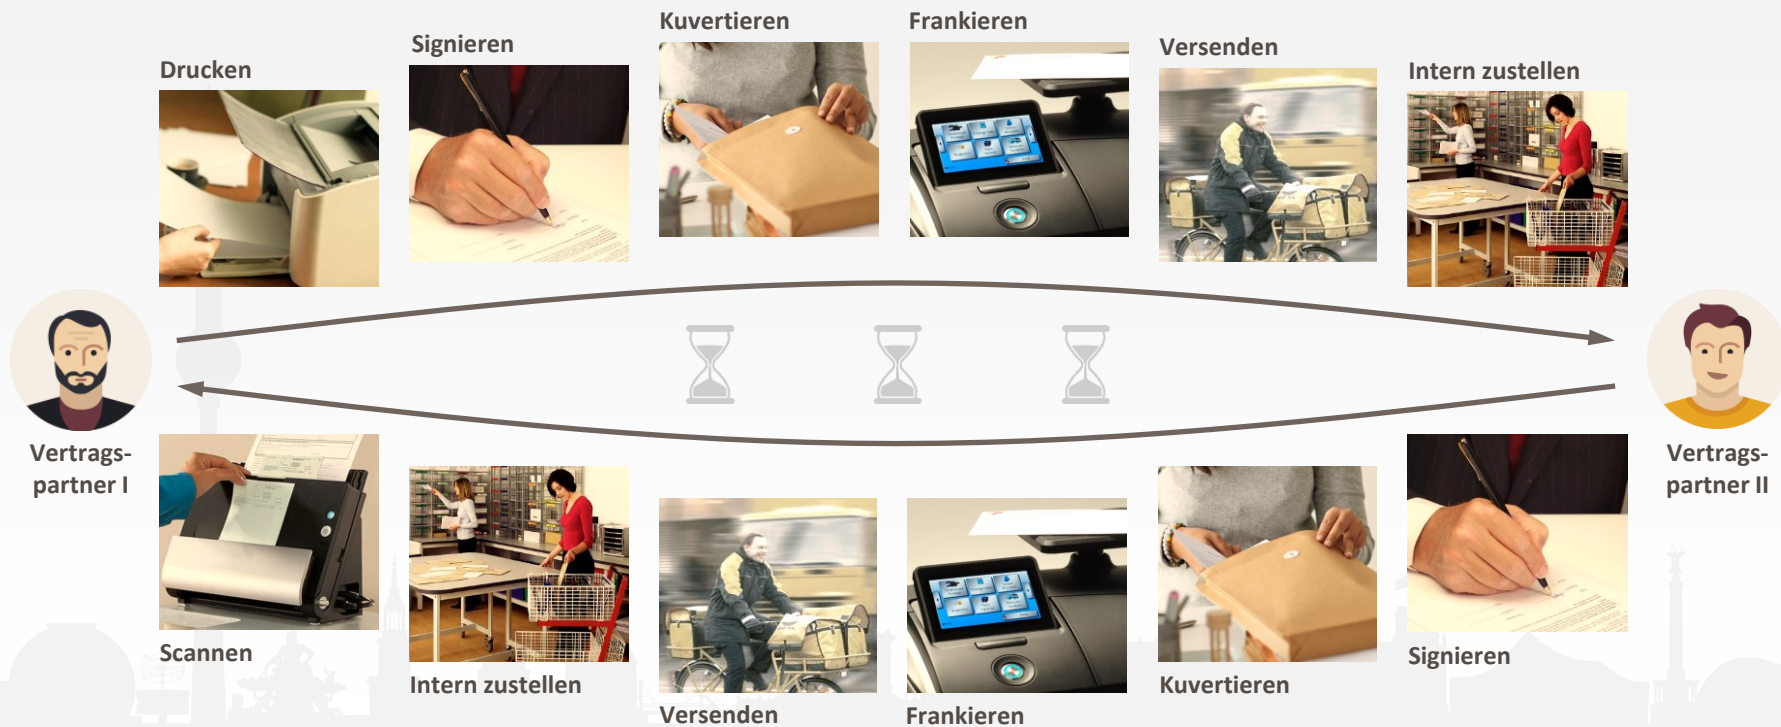 Drucken
Signieren
Kuvertieren
Frankieren
Versenden
Intern zustellen
Vertrags-
partner I
Vertrags-
partner II
Scannen
Intern zustellen
Versenden
Frankieren
Kuvertieren
Signieren